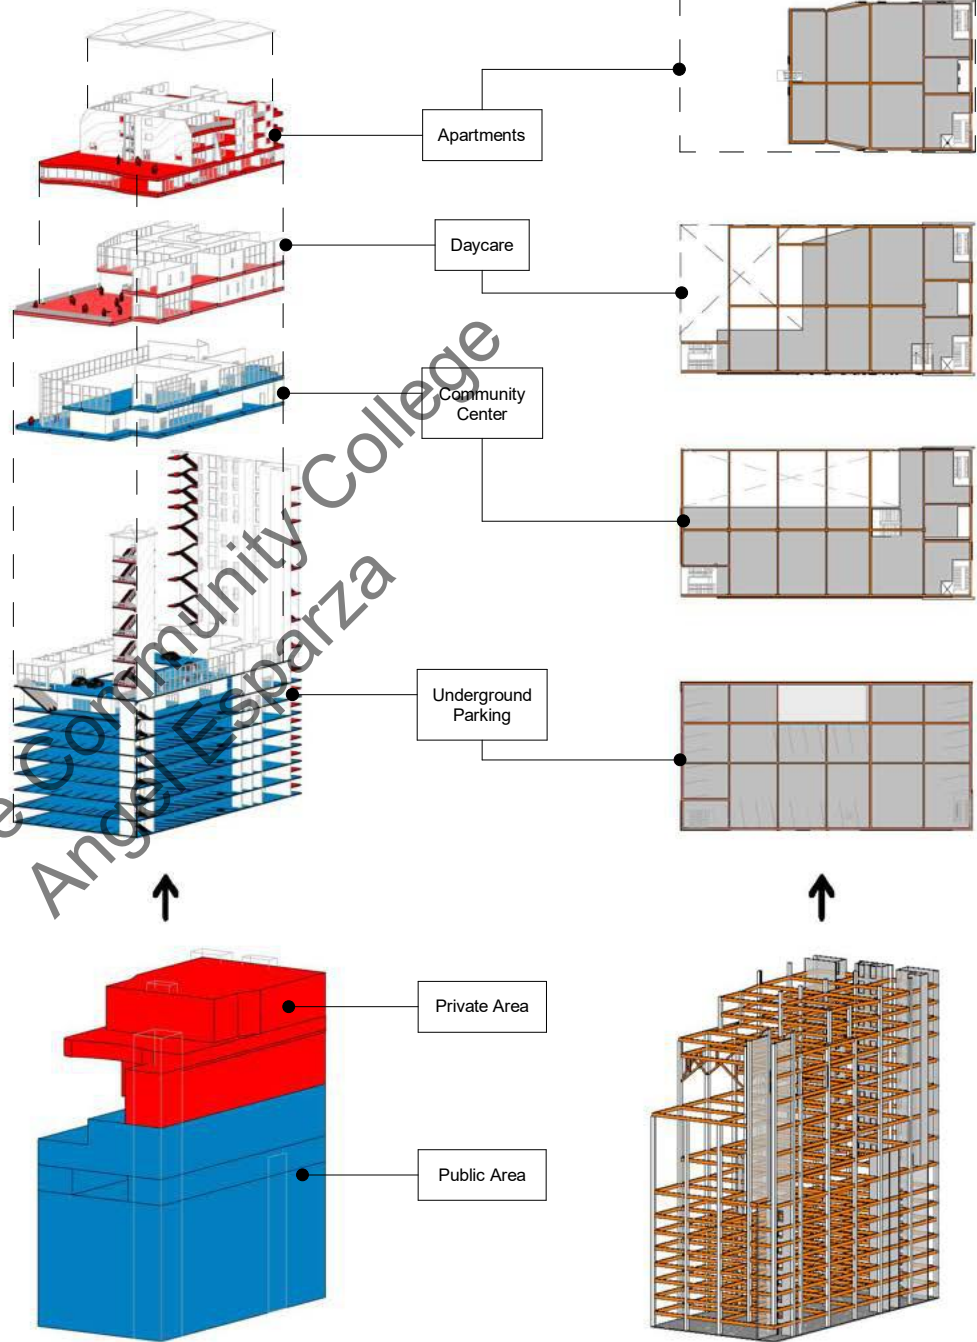 Apartments
Daycare
Community
Center
Underground
Parking
Private Area
Public Area
Community College
Angel Esparza